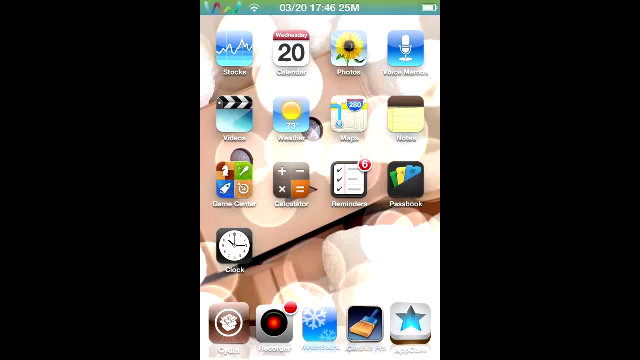 03/20 17:46 25M
Wednesday
20
280
Stocks Calendar Photos Voice Memos
73°
Videos Weather Maps Notes
6
Game Center Calculator Reminders Passbook
Clock
Cydia Recorder WinterBoard